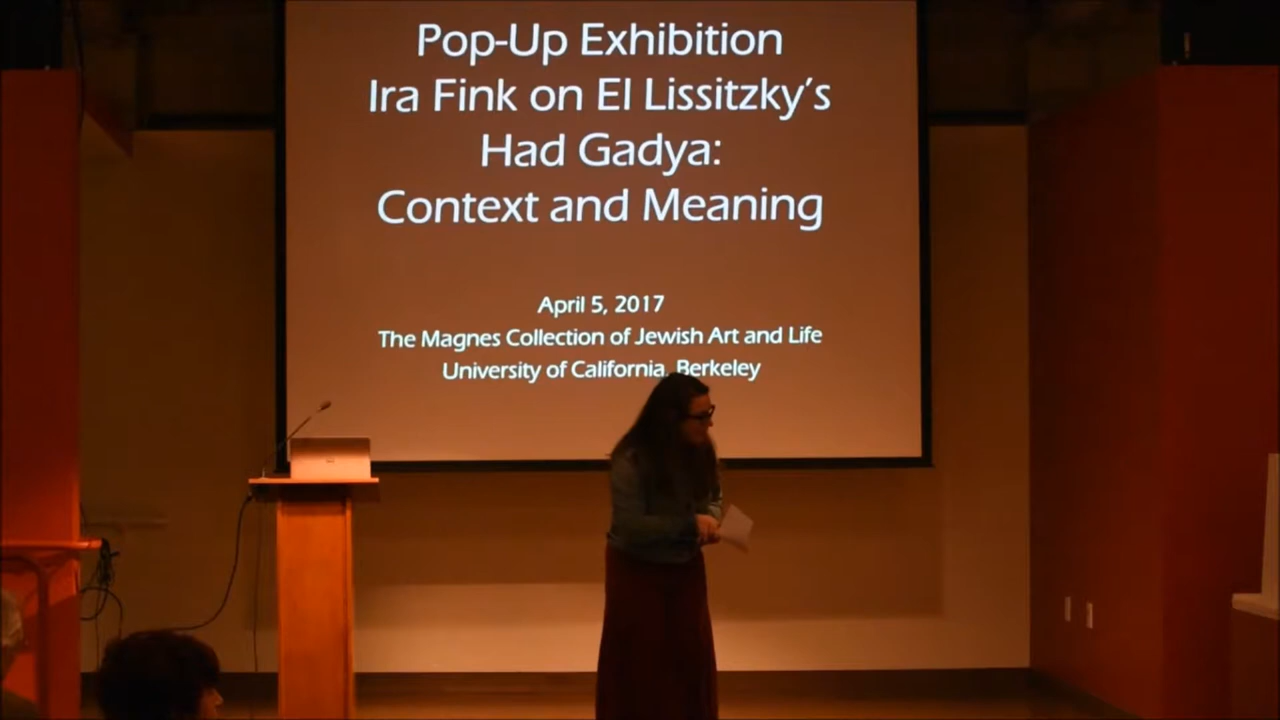 Pop-Up Exhibition
Ira Fink on El Lissitzky's
Had Gadya:
Context and Meaning
April 5, 2017
The Magnes Collection of Jewish Art and Life
University of California, Berkeley